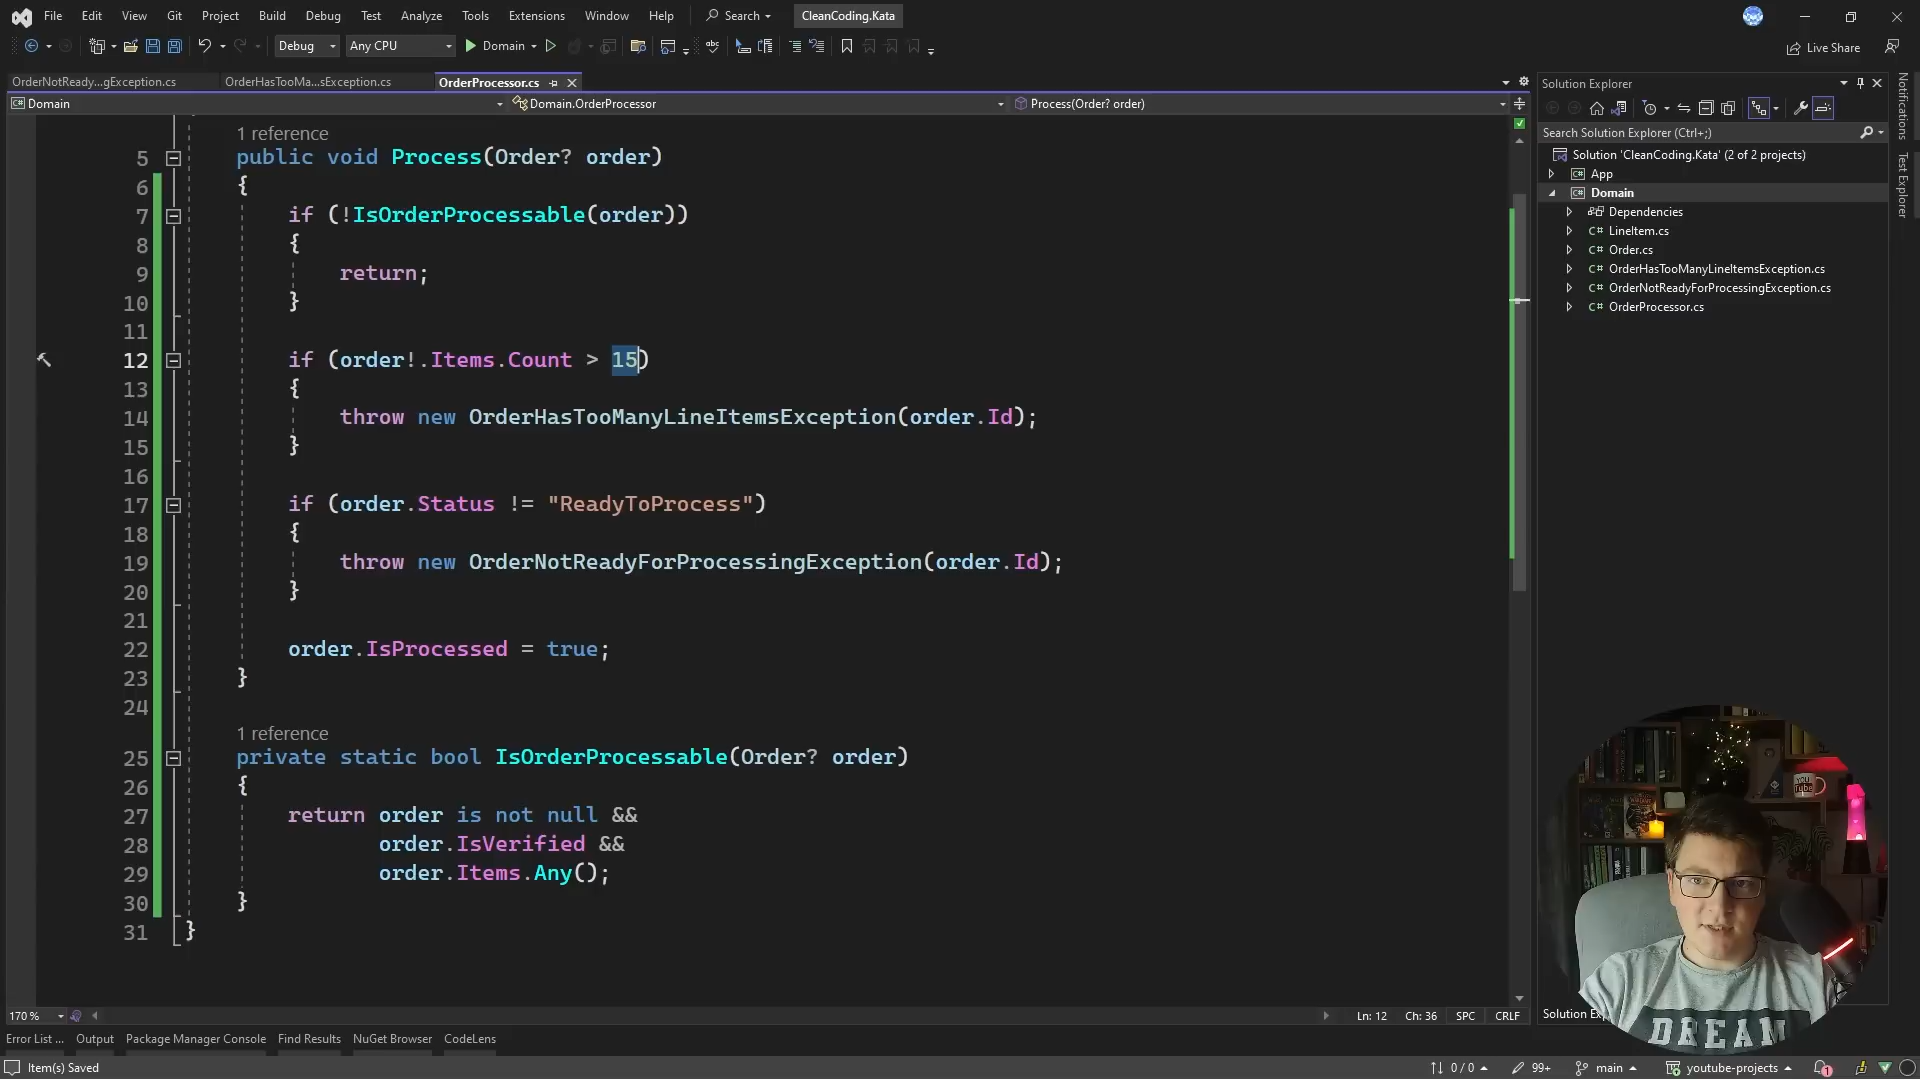 File Edit View Git Project Build Debug Test Analyze Tools Extensions Window Help Search CleanCoding.Kata
Debug Any CPU Domain Live Share
OrderNotReady...gException.cs OrderHasTooMa...sException.cs OrderProcessor.cs
Domain Domain.OrderProcessor Process(Order? order)
1 reference
5 public void Process(Order? order)
6 {
7 if (!IsOrderProcessable(order))
8 {
9 return;
10 }
11
12 if (order!.Items.Count > 15)
13 {
14 throw new OrderHasTooManyLineItemsException(order.Id);
15 }
16
17 if (order.Status != "ReadyToProcess")
18 {
19 throw new OrderNotReadyForProcessingException(order.Id);
20 }
21
22 order.IsProcessed = true;
23 }
24
1 reference
25 private static bool IsOrderProcessable(Order? order)
26 {
27 return order is not null &&
28 order.IsVerified &&
29 order.Items.Any();
30 }
31 }
170 % Ln: 12 Ch: 36 SPC CRLF
Error List ... Output Package Manager Console Find Results NuGet Browser CodeLens
Item(s) Saved 0 / 0 99+ main youtube-projects 1
Solution Explorer
Search Solution Explorer (Ctrl+;)
Solution 'CleanCoding.Kata' (2 of 2 projects)
App
Domain
Dependencies
C# LineItem.cs
C# Order.cs
C# OrderHasTooManyLineItemsException.cs
C# OrderNotReadyForProcessingException.cs
C# OrderProcessor.cs
Notifications
Test Explorer
You
Tube
DREAM
Solution Exp